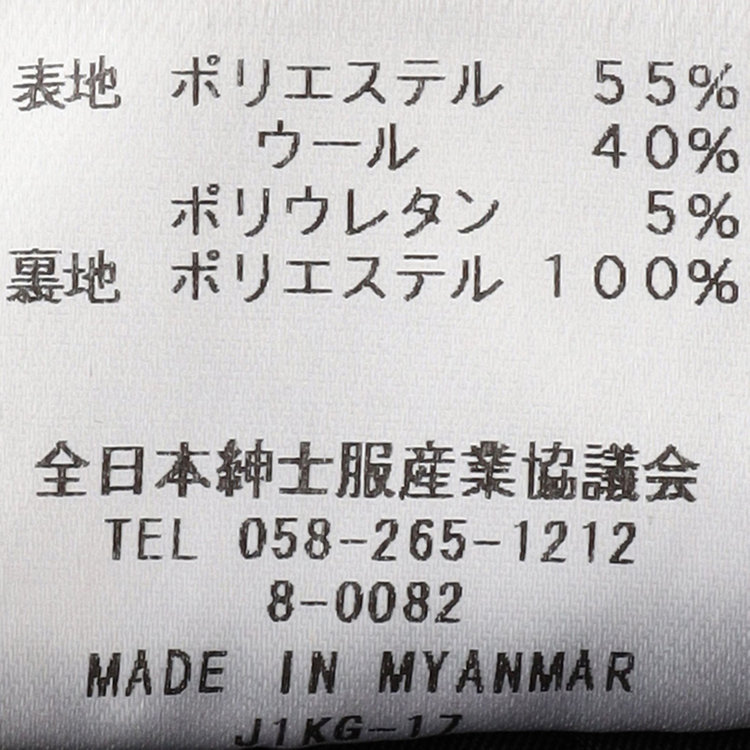 表地 ポリエステル 55%
ウール 40%
ポリウレタン 5%
裏地 ポリエステル 100%
全日本紳士服産業協議会
TEL 058-265-1212
8-0082
MADE IN MYANMAR
J1KG-17